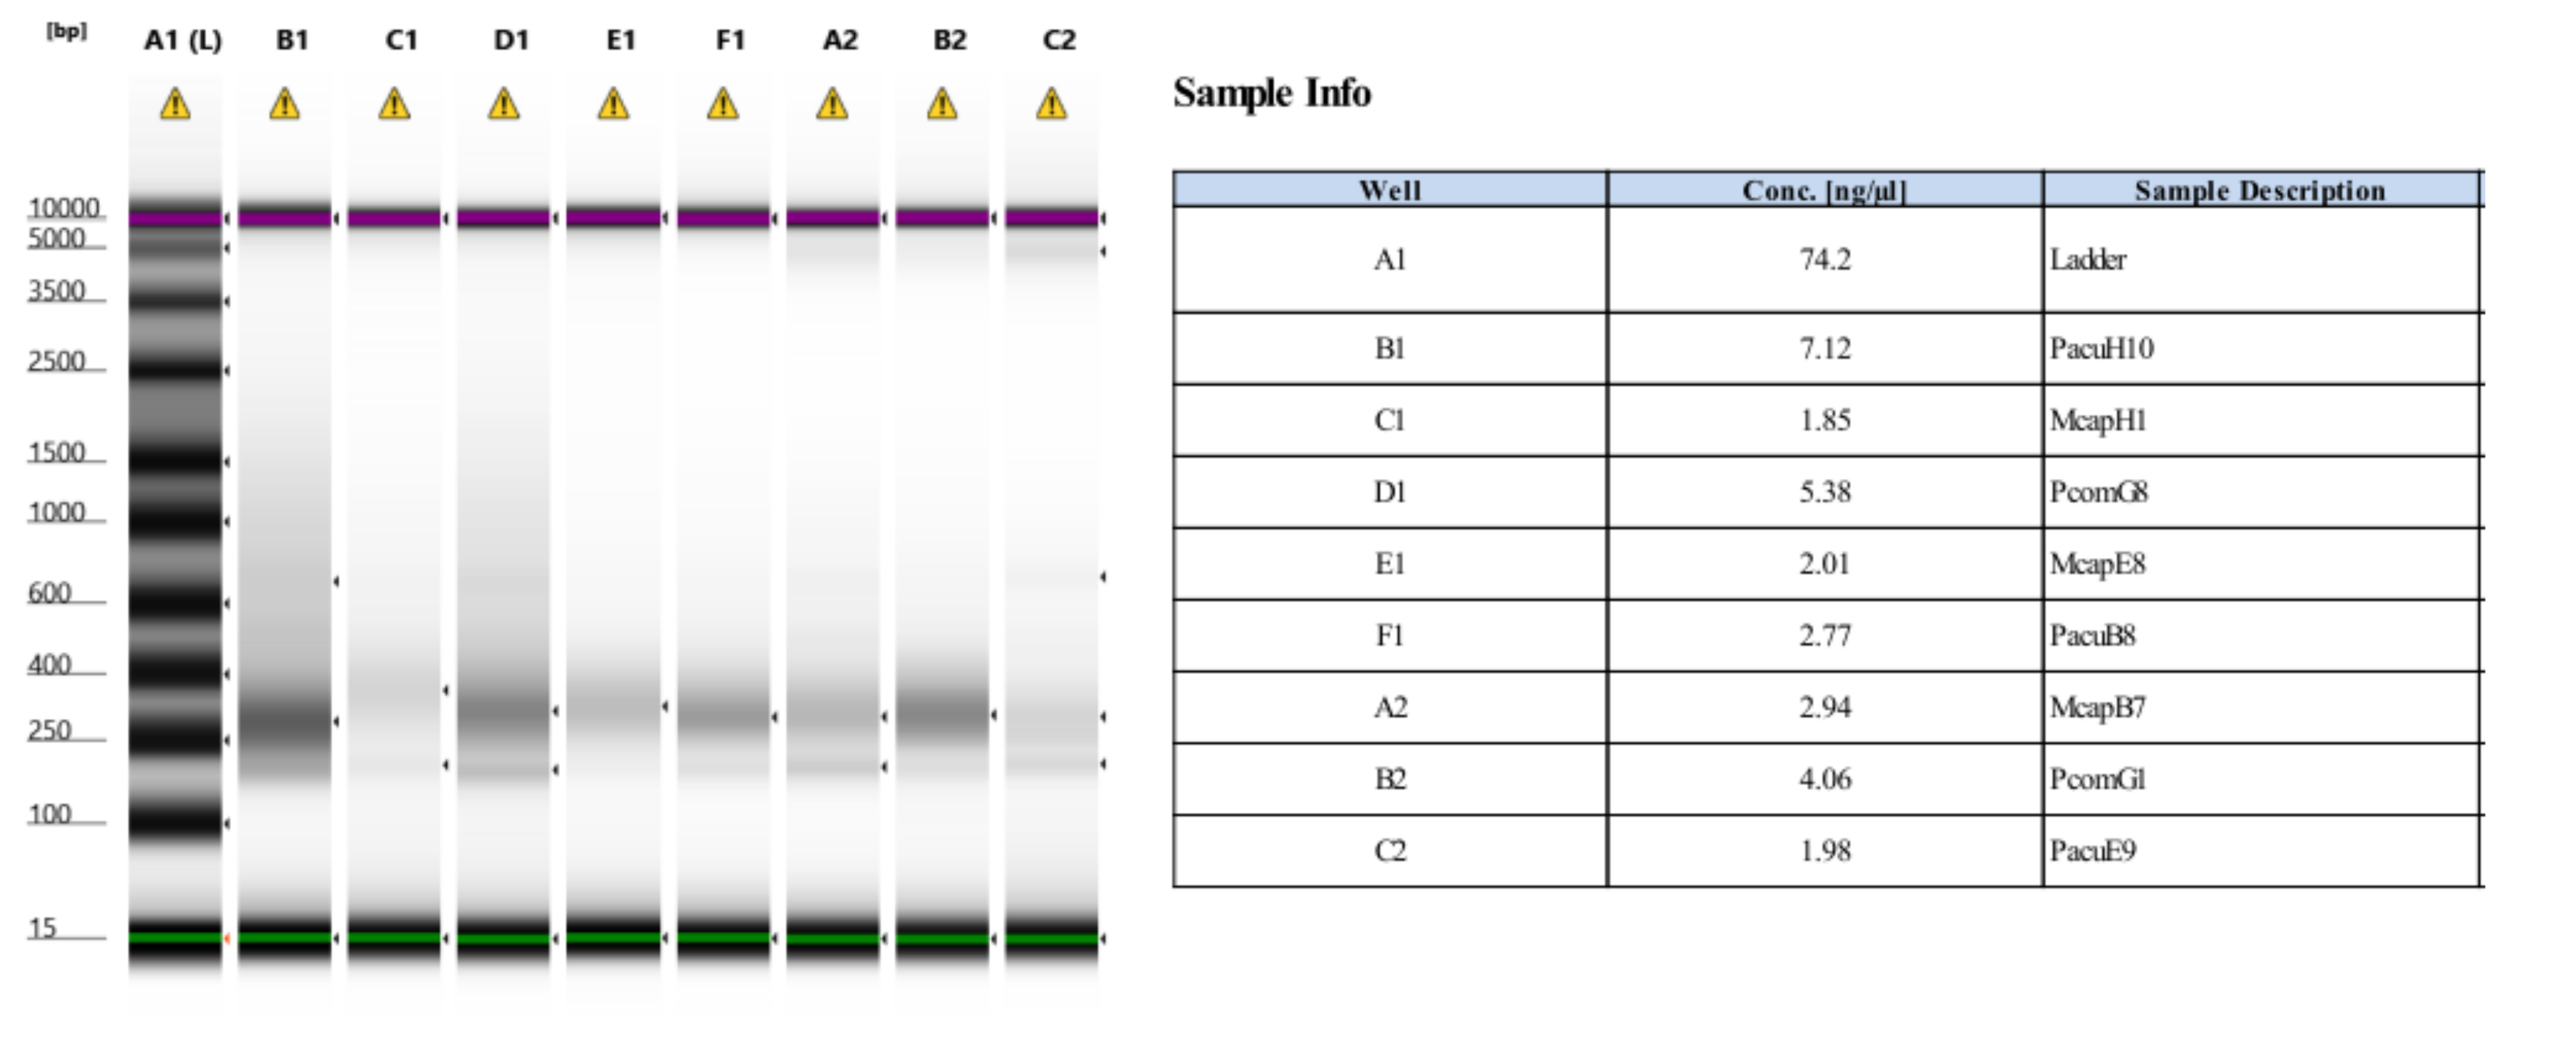 [bp] A1 (L) B1 C1 D1 E1 F1 A2 B2 C2
10000
5000
3500
2500
1500
1000
600
400
250
100
15
Sample Info
Well Conc. [ng/µl] Sample Description
A1 74.2 Ladder
B1 7.12 PacuH10
C1 1.85 McapH1
D1 5.38 PcomG8
E1 2.01 McapE8
F1 2.77 PacuB8
A2 2.94 McapB7
B2 4.06 PcomG1
C2 1.98 PacuE9